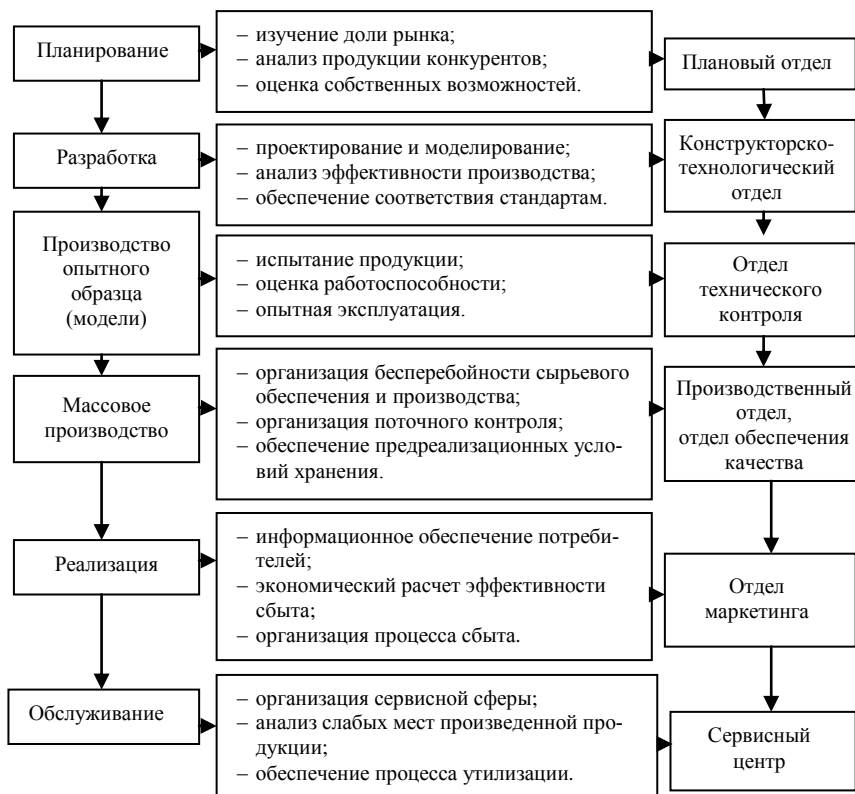 Планирование
– изучение доли рынка;
– анализ продукции конкурентов;
– оценка собственных возможностей.
Плановый отдел
Разработка
– проектирование и моделирование;
– анализ эффективности производства;
– обеспечение соответствия стандартам.
Конструкторско-
технологический
отдел
Производство
опытного
образца
(модели)
– испытание продукции;
– оценка работоспособности;
– опытная эксплуатация.
Отдел
технического
контроля
Массовое
производство
– организация бесперебойности сырьевого
обеспечения и производства;
– организация поточного контроля;
– обеспечение предреализационных усло-
вий хранения.
Производственный
отдел,
отдел обеспечения
качества
Реализация
– информационное обеспечение потреби-
телей;
– экономический расчет эффективности
сбыта;
– организация процесса сбыта.
Отдел
маркетинга
Обслуживание
– организация сервисной сферы;
– анализ слабых мест произведенной про-
дукции;
– обеспечение процесса утилизации.
Сервисный
центр